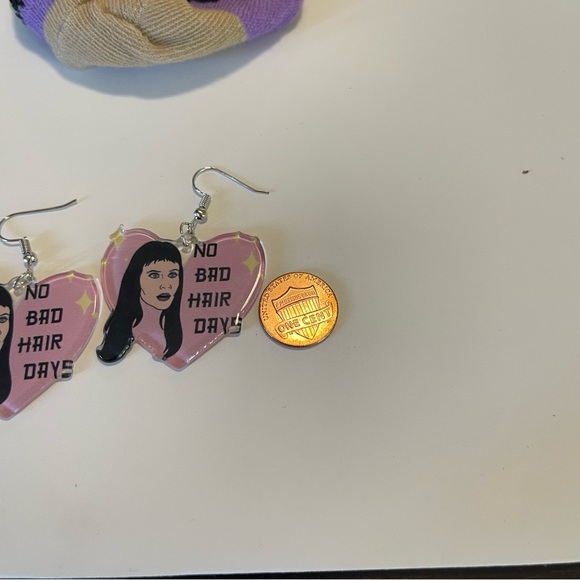 NO
BAD
HAIR
DAYS
NO
BAD
HAIR
DAYS
UNITED STATES OF AMERICA
ONE CENT